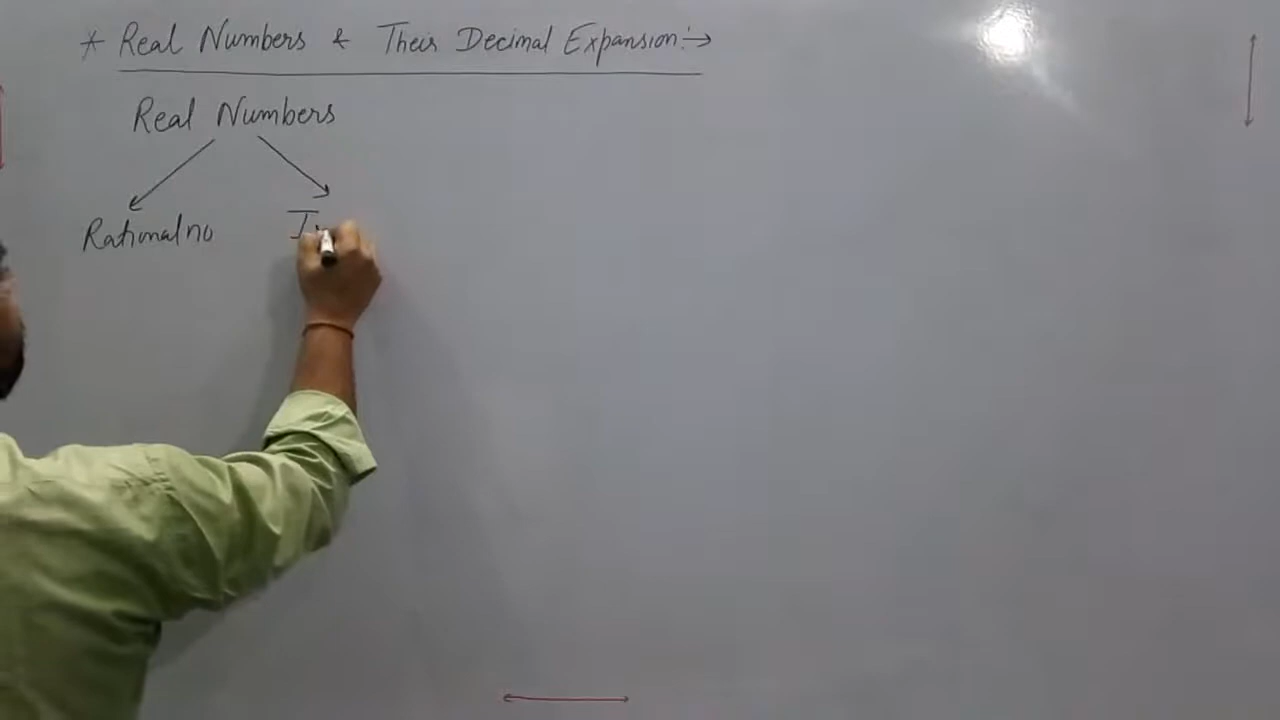 * Real Numbers & Their Decimal Expansion:→
Real Numbers
Rational no